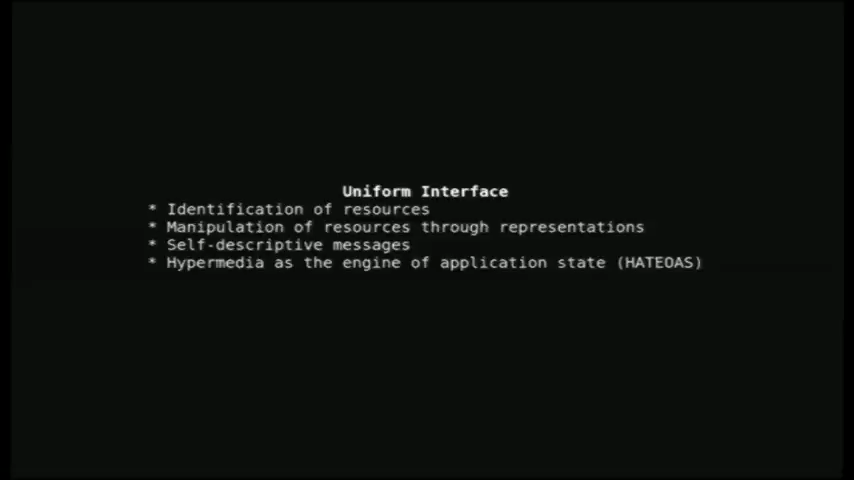 Uniform Interface
* Identification of resources
* Manipulation of resources through representations
* Self-descriptive messages
* Hypermedia as the engine of application state (HATEOAS)